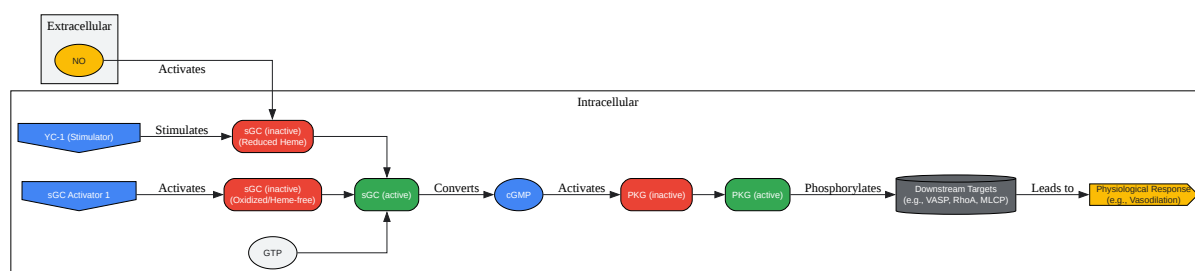 Extracellular
NO
Activates
Intracellular
YC-1 (Stimulator)
Stimulates
sGC (inactive)
(Reduced Heme)
sGC Activator 1
Activates
sGC (inactive)
(Oxidized/Heme-free)
sGC (active)
Converts
cGMP
Activates
PKG (inactive)
PKG (active)
Phosphorylates
Downstream Targets
(e.g., VASP, RhoA, MLCP)
Leads to
Physiological Response
(e.g., Vasodilation)
GTP